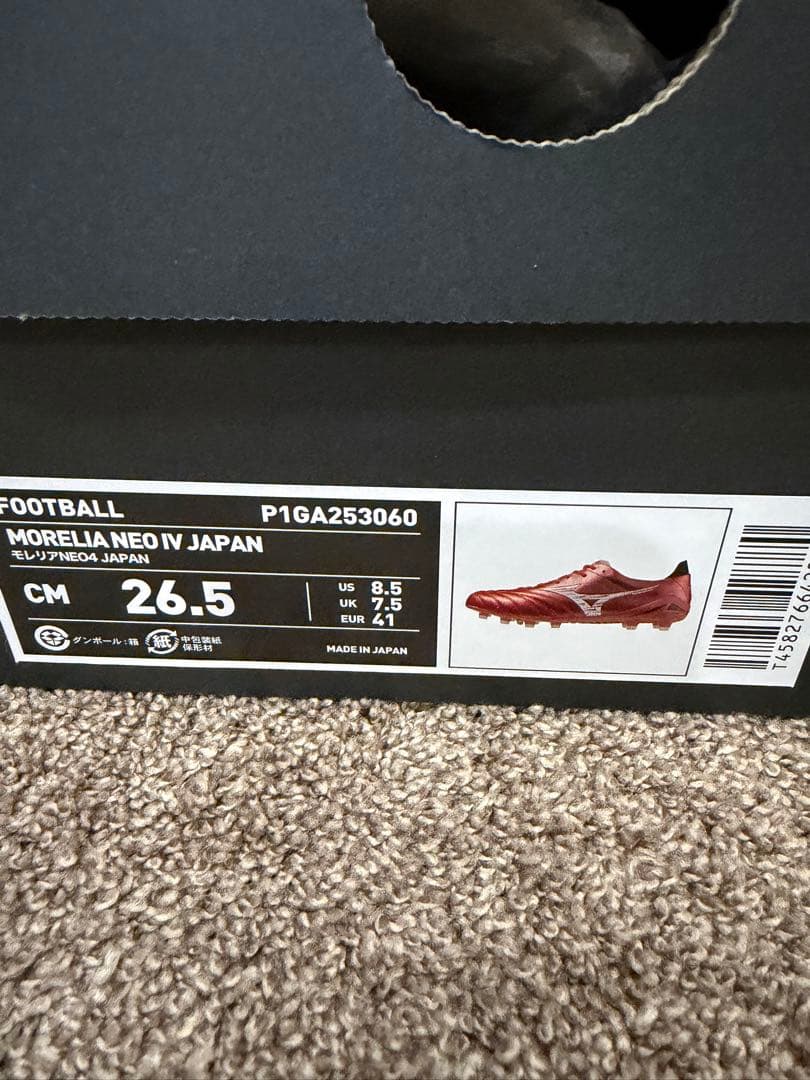 FOOTBALL
P1GA253060
MORELIA NEO IV JAPAN
モレリアNEO4 JAPAN
CM 26.5
US 8.5
UK 7.5
EUR 41
ダンボール:箱
紙
中包装紙
保形材
MADE IN JAPAN